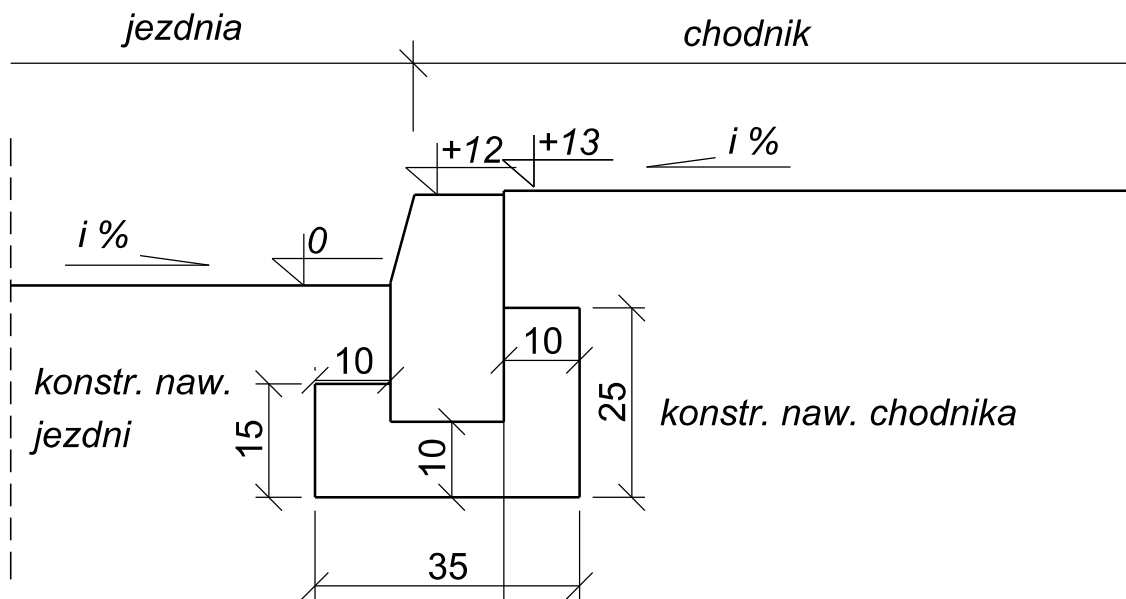 jezdnia
chodnik
+12
+13
i %
i %
0
10
10
konstr. naw.
jezdni
15
10
25
konstr. naw. chodnika
35